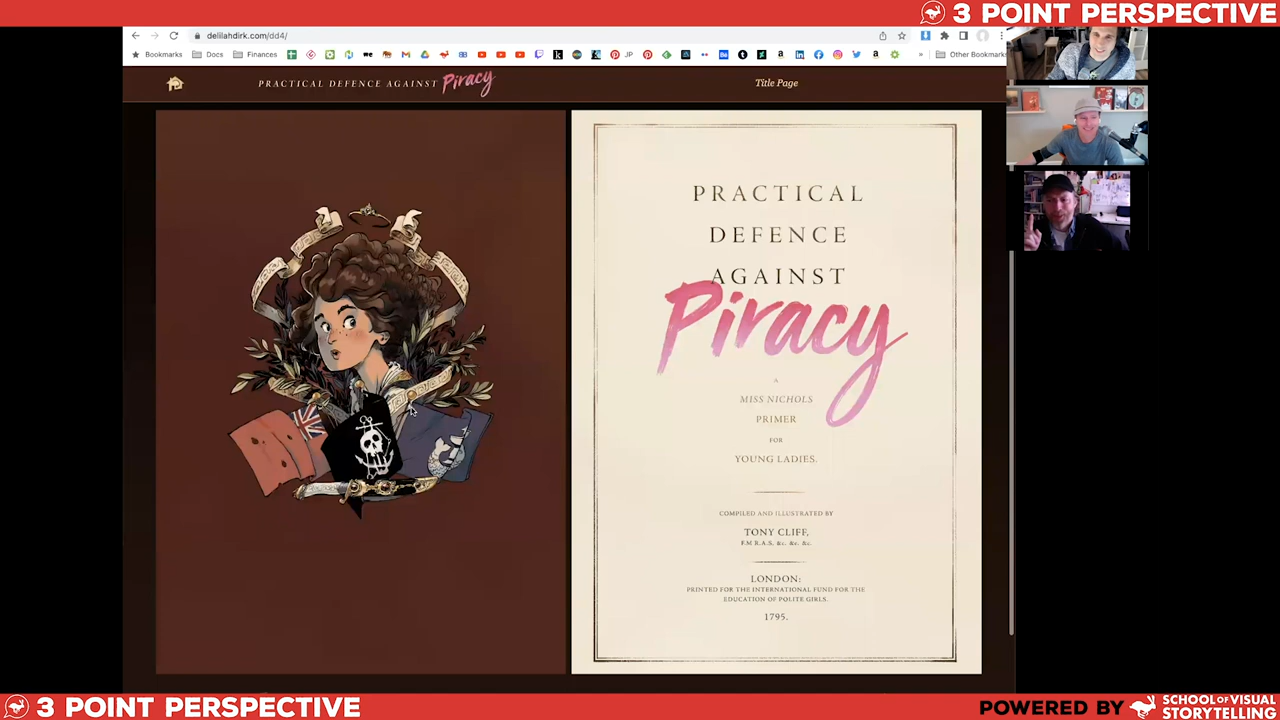 3 POINT PERSPECTIVE
delilahdirk.com/dd4/
Bookmarks Docs Finances JP » Other Bookmarks
PRACTICAL DEFENCE AGAINST Piracy
Title Page
PRACTICAL
DEFENCE
AGAINST
Piracy
A
MISS NICHOLS
PRIMER
FOR
YOUNG LADIES.
COMPILED AND ILLUSTRATED BY
TONY CLIFF,
F.M R.A.S. &c. &c. &c.
LONDON:
PRINTED FOR THE INTERNATIONAL FUND FOR THE
EDUCATION OF POLITE GIRLS.
1795.
3 POINT PERSPECTIVE
POWERED BY
SCHOOL OF VISUAL
STORYTELLING